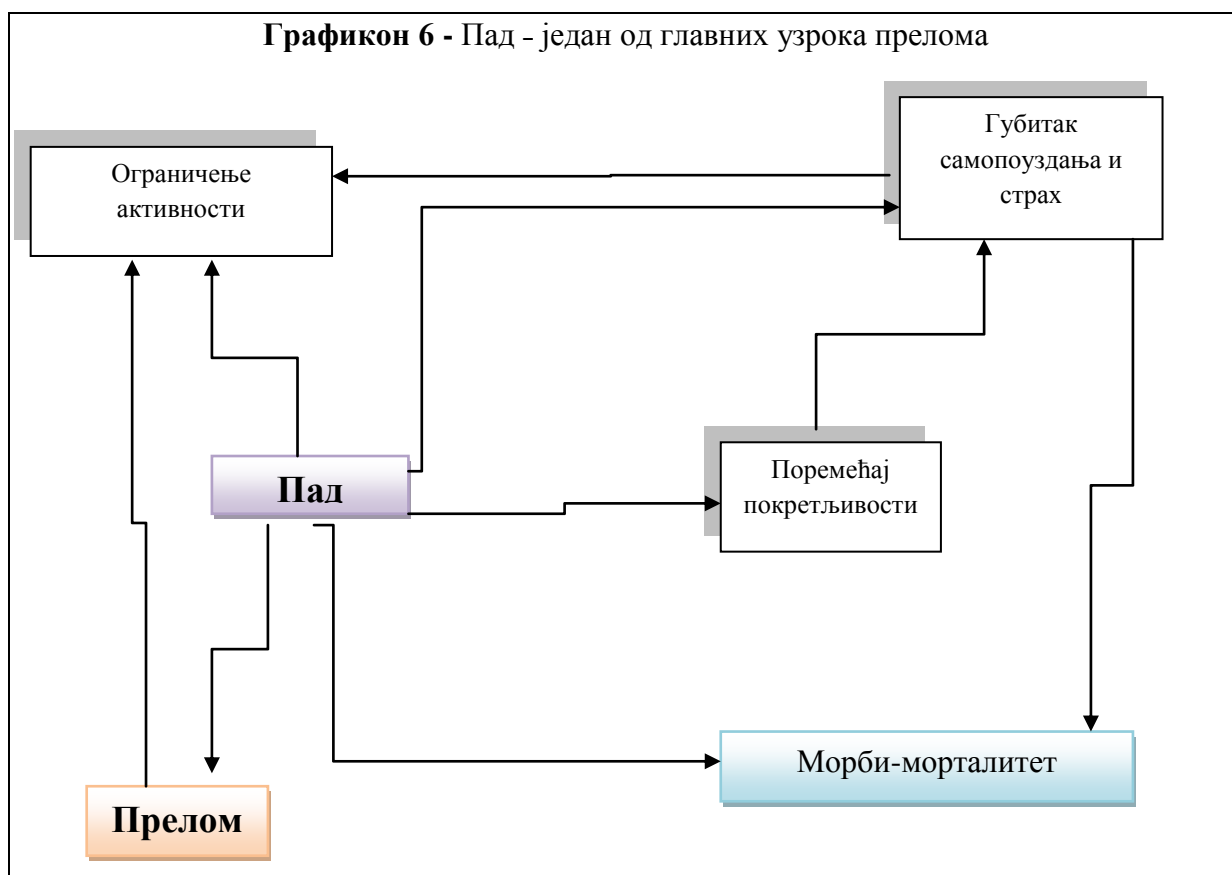 Графикон 6 - Пад - један од главних узрока прелома
Губитак
самопоуздања и
страх
Ограничење
активности
Пад
Поремећај
покретљивости
Морби-морталитет
Прелом